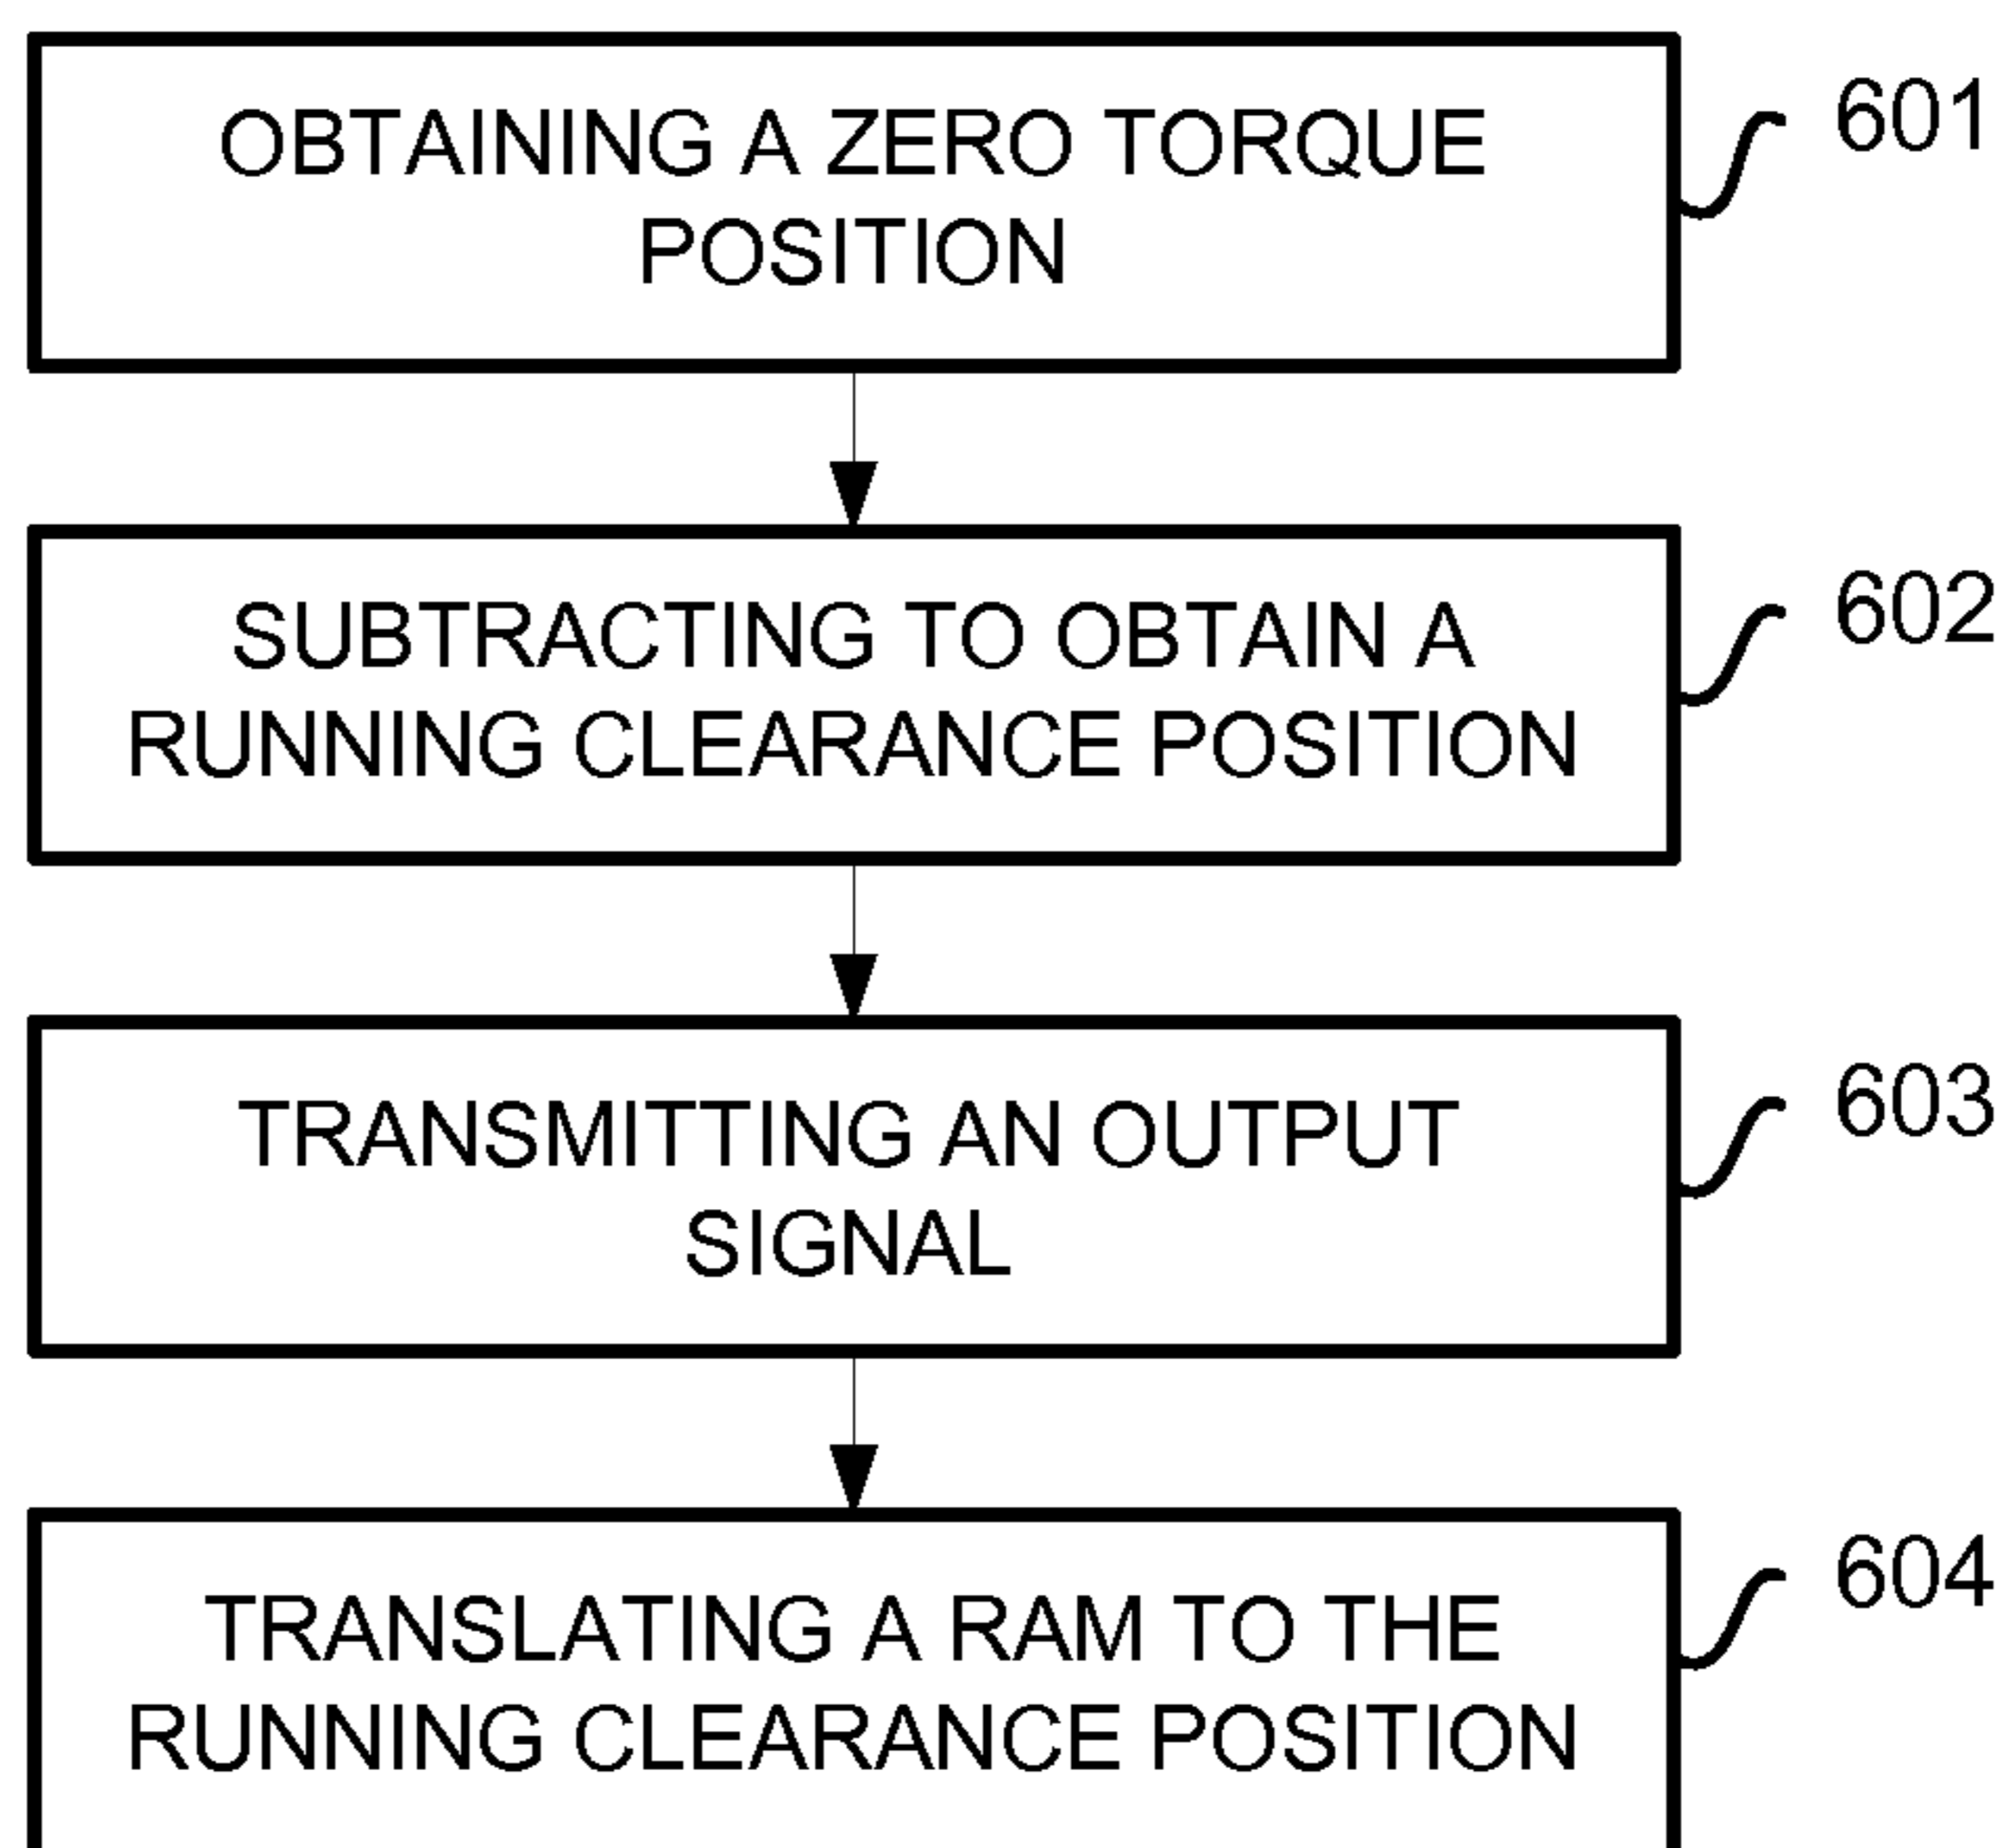 OBTAINING A ZERO TORQUE
POSITION
601
SUBTRACTING TO OBTAIN A
RUNNING CLEARANCE POSITION
602
TRANSMITTING AN OUTPUT
SIGNAL
603
TRANSLATING A RAM TO THE
RUNNING CLEARANCE POSITION
604